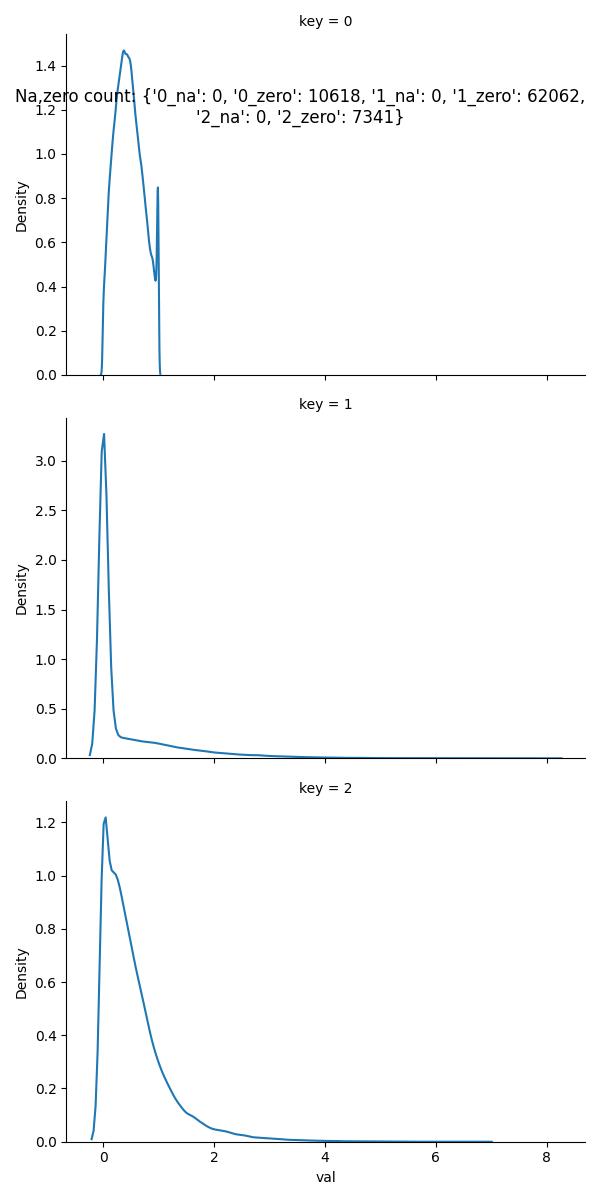 key = 0
Na,zero count: {'0_na': 0, '0_zero': 10618, '1_na': 0, '1_zero': 62062,
'2_na': 0, '2_zero': 7341}
1.4
1.2
1.0
0.8
0.6
0.4
0.2
0.0
Density
key = 1
3.0
2.5
2.0
1.5
1.0
0.5
0.0
Density
key = 2
1.2
1.0
0.8
0.6
0.4
0.2
0.0
Density
0 2 4 6 8
val